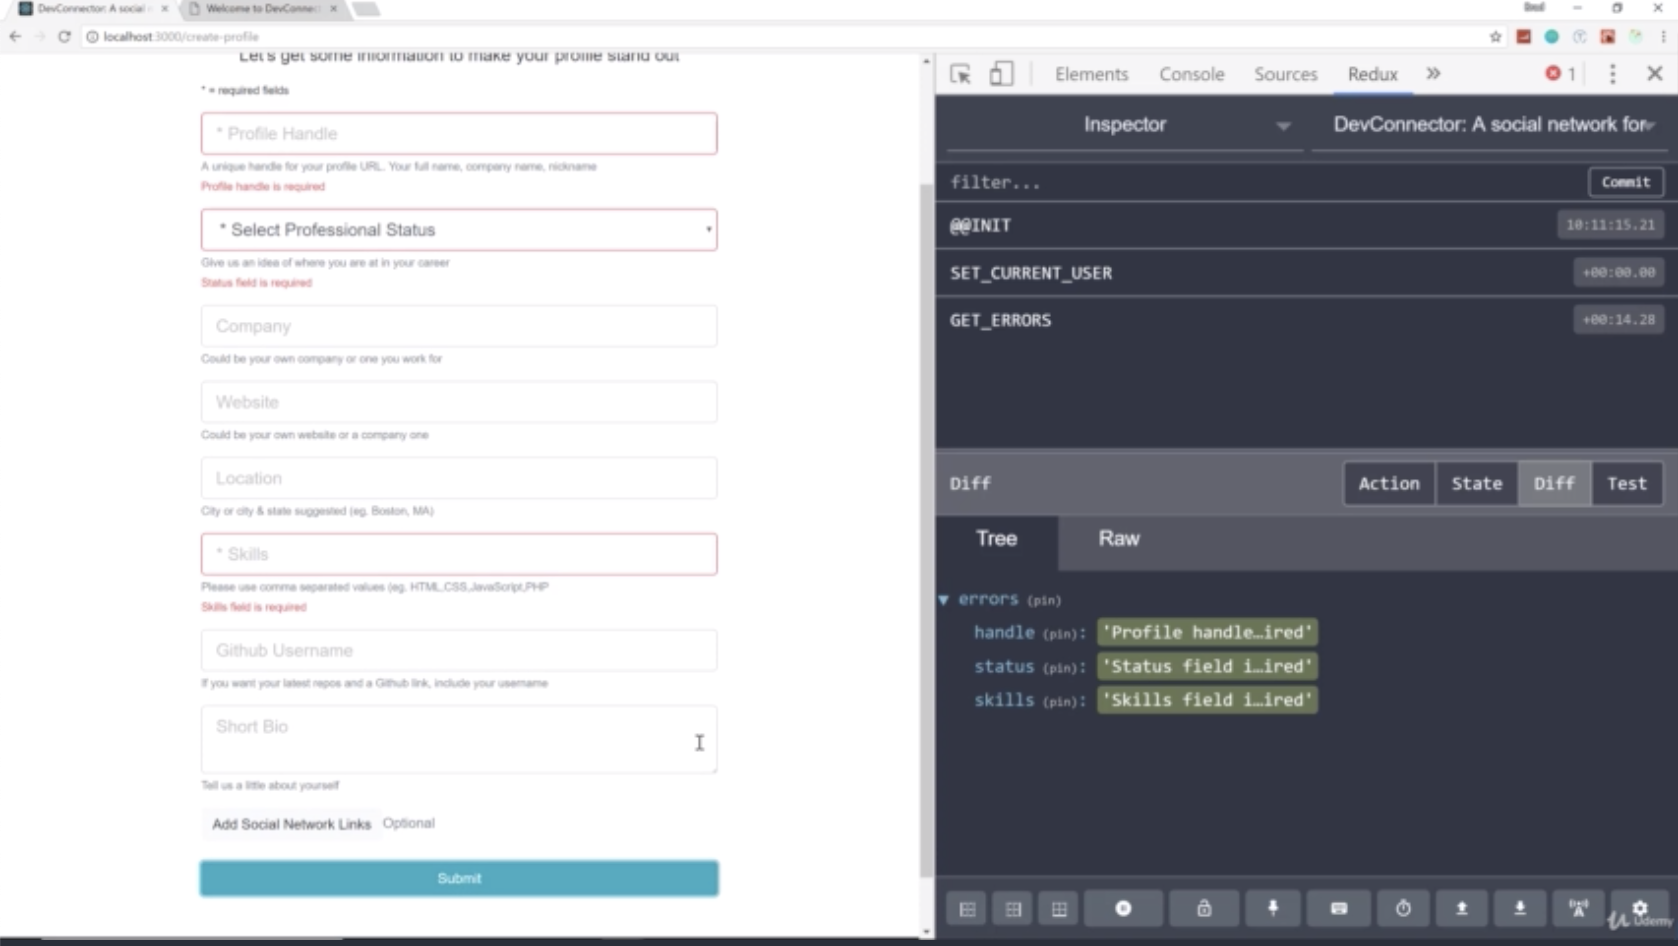 DevConnector: A social
Welcome to DevConnec
localhost:3000/create-profile
Let's get some information to make your profile stand out
* = required fields
* Profile Handle
A unique handle for your profile URL. Your full name, company name, nickname
Profile handle is required
* Select Professional Status
Give us an idea of where you are at in your career
Status field is required
Company
Could be your own company or one you work for
Website
Could be your own website or a company one
Location
City or city & state suggested (eg. Boston, MA)
* Skills
Please use comma separated values (eg. HTML,CSS,JavaScript,PHP
Skills field is required
Github Username
If you want your latest repos and a Github link, include your username
Short Bio
Tell us a little about yourself
Add Social Network Links Optional
Submit
Elements Console Sources Redux » 1
Inspector DevConnector: A social network for
filter... Commit
@@INIT 10:11:15.21
SET_CURRENT_USER +00:00.00
GET_ERRORS +00:14.28
Diff Action State Diff Test
Tree Raw
errors (pin)
handle (pin): 'Profile handle…ired'
status (pin): 'Status field i…ired'
skills (pin): 'Skills field i…ired'
Udemy